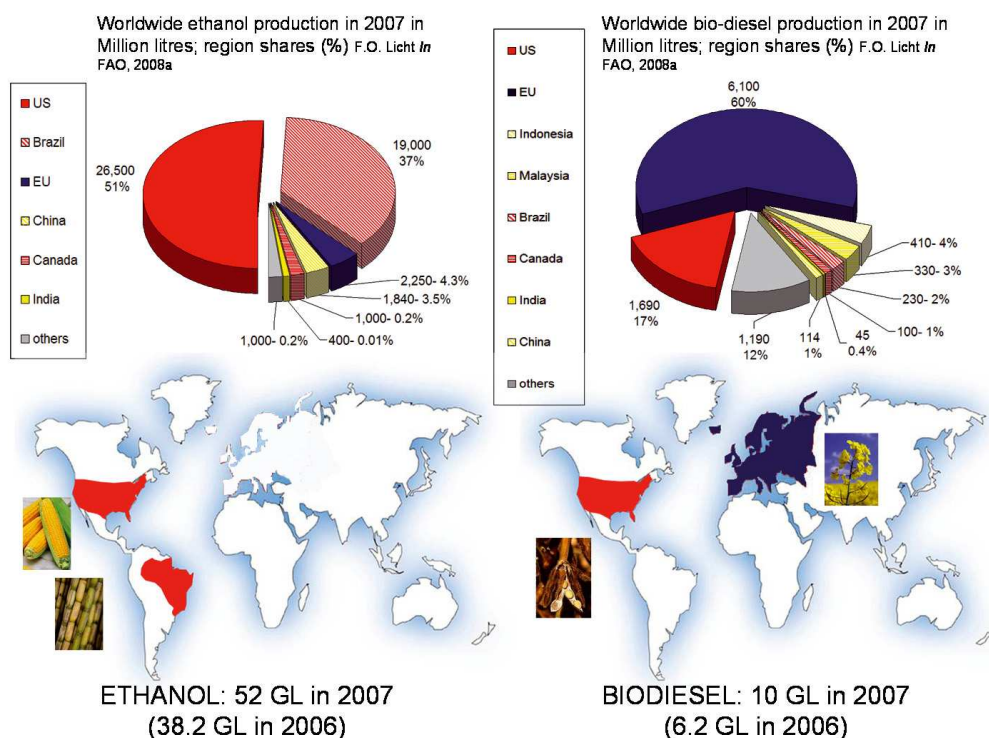 Worldwide ethanol production in 2007 in
Million litres; region shares (%) F.O. Licht In
FAO, 2008a
US
Brazil
EU
China
Canada
India
others
26,500
51%
19,000
37%
2,250- 4.3%
1,840- 3.5%
1,000- 0.2%
400- 0.01%
1,000- 0.2%
Worldwide bio-diesel production in 2007 in
Million litres; region shares (%) F.O. Licht In
FAO, 2008a
US
EU
Indonesia
Malaysia
Brazil
Canada
India
China
others
6,100
60%
410- 4%
330- 3%
230- 2%
100- 1%
45
0.4%
114
1%
1,190
12%
1,690
17%
ETHANOL: 52 GL in 2007
(38.2 GL in 2006)
BIODIESEL: 10 GL in 2007
(6.2 GL in 2006)